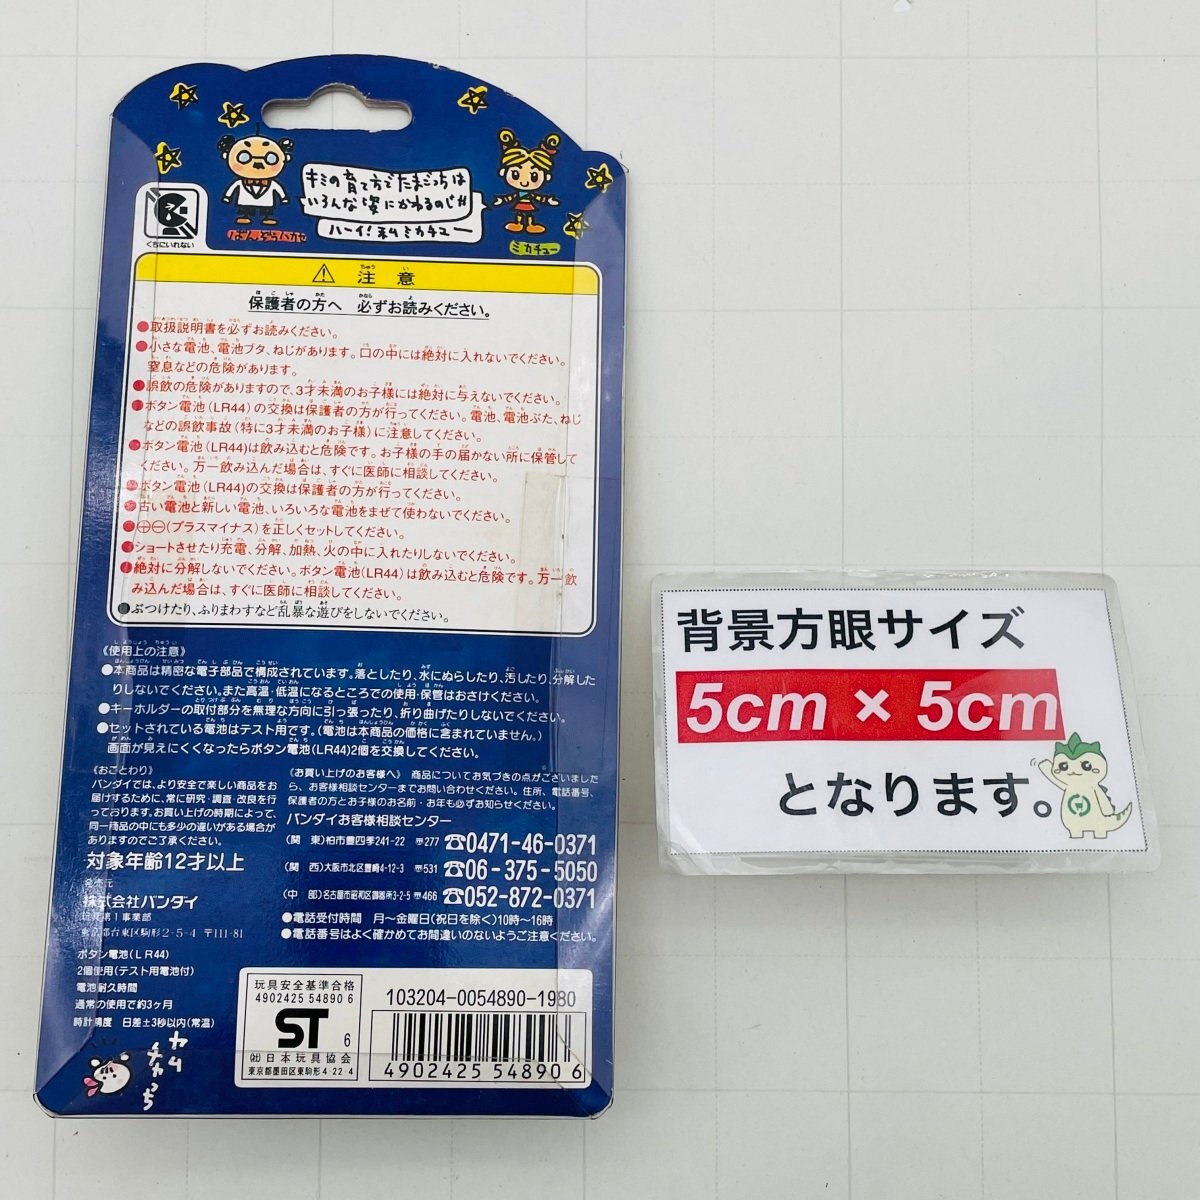 キミの育て方でたまごっちは
いろんな姿にかわるのじゃ
ハーイ!私ミカチュー
ばんぞうはかせ
ミカチュー
くちにいれない
注意
保護者の方へ 必ずお読みください。
●取扱説明書を必ずお読みください。
●小さな電池、電池ブタ、ねじがあります。口の中には絶対に入れないでください。
窒息などの危険があります。
●誤飲の危険がありますので、3才未満のお子様には絶対に与えないでください。
●ボタン電池(LR44)の交換は保護者の方が行ってください。電池、電池ぶた、ねじ
などの誤飲事故(特に3才未満のお子様)に注意してください。
●ボタン電池(LR44)は飲み込むと危険です。お子様の手の届かない所に保管して
ください。万一飲み込んだ場合は、すぐに医師に相談してください。
●ボタン電池(LR44)の交換は保護者の方が行ってください。
●古い電池と新しい電池、いろいろな電池をまぜて使わないでください。
●⊕⊖(プラスマイナス)を正しくセットしてください。
●ショートさせたり充電、分解、加熱、火の中に入れたりしないでください。
●絶対に分解しないでください。ボタン電池(LR44)は飲み込むと危険です。万一飲
み込んだ場合は、すぐに医師に相談してください。
●ぶつけたり、ふりまわすなど乱暴な遊びをしないでください。
《使用上の注意》
●本商品は精密な電子部品で構成されています。落としたり、水にぬらしたり、汚したり、分解した
りしないでください。また高温・低温になるところでの使用・保管はおさけください。
●キーホルダーの取付部分を無理な方向に引っ張ったり、折り曲げたりしないでください。
●セットされている電池はテスト用です。(電池は本商品の価格に含まれていません。)
画面が見えにくくなったらボタン電池(LR44)2個を交換してください。
《おことわり》
バンダイでは、より安全で楽しい商品をお
届けするために、常に研究・調査・改良を行
っております。お買い上げの時期によって、
同一商品の中にも多少の違いがある場合が
ありますのでご了承ください。
対象年齢12才以上
発売元
株式会社バンダイ
玩具第1事業部
東京都台東区駒形2-5-4 〒111-81
ボタン電池(LR44)
2個使用(テスト用電池付)
電池耐久時間
通常の使用で約3ヶ月
時計精度 日差±3秒以内(常温)
《お買い上げのお客様へ》 商品についてお気づきの点がございました
ら、お客様相談センターまでお問い合わせください。住所、電話番号、
保護者の方とお子様のお名前・お年も必ずお知らせください。
バンダイお客様相談センター
(関 東)柏市豊四季241-22 〒277 ☎0471-46-0371
(関 西)大阪市北区豊崎4-12-3 〒531 ☎06-375-5050
(中 部)名古屋市昭和区御器所3-2-5 〒466 ☎052-872-0371
●電話受付時間 月〜金曜日(祝日を除く)10時〜16時
●電話番号はよく確かめてお間違いのないようご注意ください。
玩具安全基準合格
4902425 54890 6
ST 6
(社)日本玩具協会
東京都墨田区東駒形4-22-4
103204-0054890-1980
4902425 548906
背景方眼サイズ
5cm × 5cm
となります。